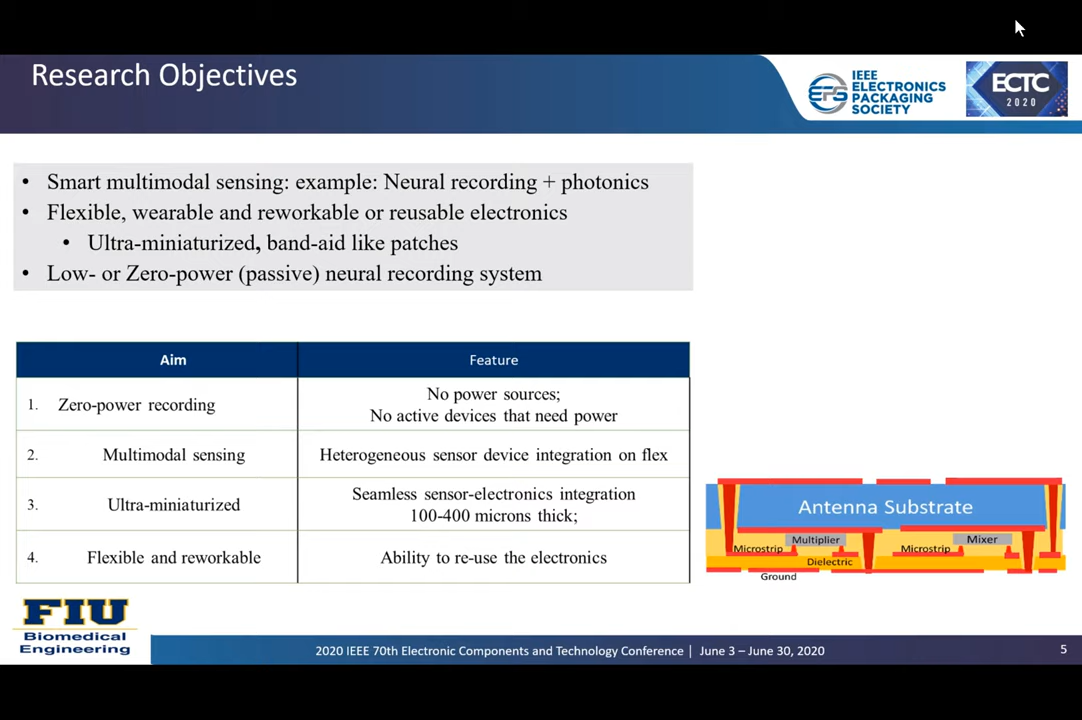 Research Objectives
IEEE
ELECTRONICS
PACKAGING
SOCIETY
EPS
ECTC
2020
• Smart multimodal sensing: example: Neural recording + photonics
• Flexible, wearable and reworkable or reusable electronics
• Ultra-miniaturized, band-aid like patches
• Low- or Zero-power (passive) neural recording system
Aim Feature
1. Zero-power recording
No power sources;
No active devices that need power
2. Multimodal sensing Heterogeneous sensor device integration on flex
3. Ultra-miniaturized
Seamless sensor-electronics integration
100-400 microns thick;
4. Flexible and reworkable Ability to re-use the electronics
Antenna Substrate
Multiplier Mixer
Microstrip Microstrip
Dielectric
Ground
FIU
Biomedical
Engineering
2020 IEEE 70th Electronic Components and Technology Conference | June 3 – June 30, 2020
5